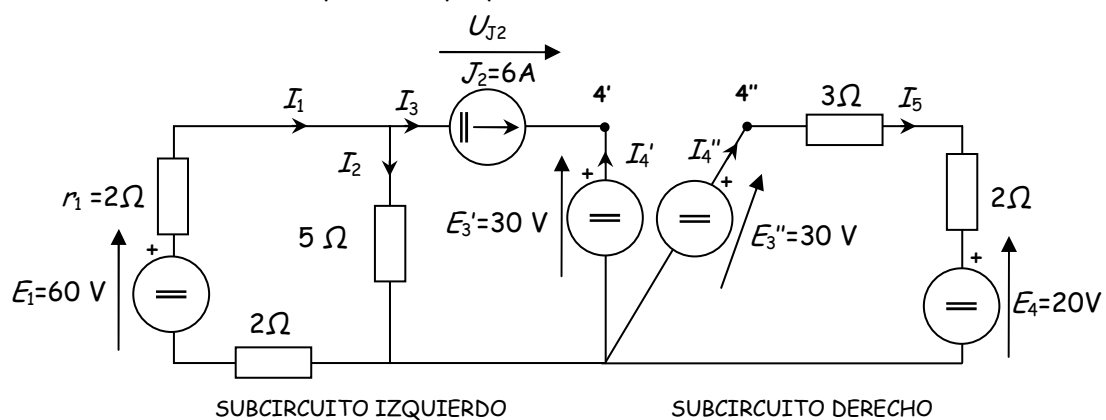 U_J2
J_2=6A
4'
4''
3Ω
I_1
I_3
I_5
I_2
I_4'
I_4''
+
+
r_1 =2Ω
2Ω
5 Ω
E_3'=30 V
E_3''=30 V
+
+
E_1=60 V
E_4=20V
2Ω
SUBCIRCUITO IZQUIERDO
SUBCIRCUITO DERECHO